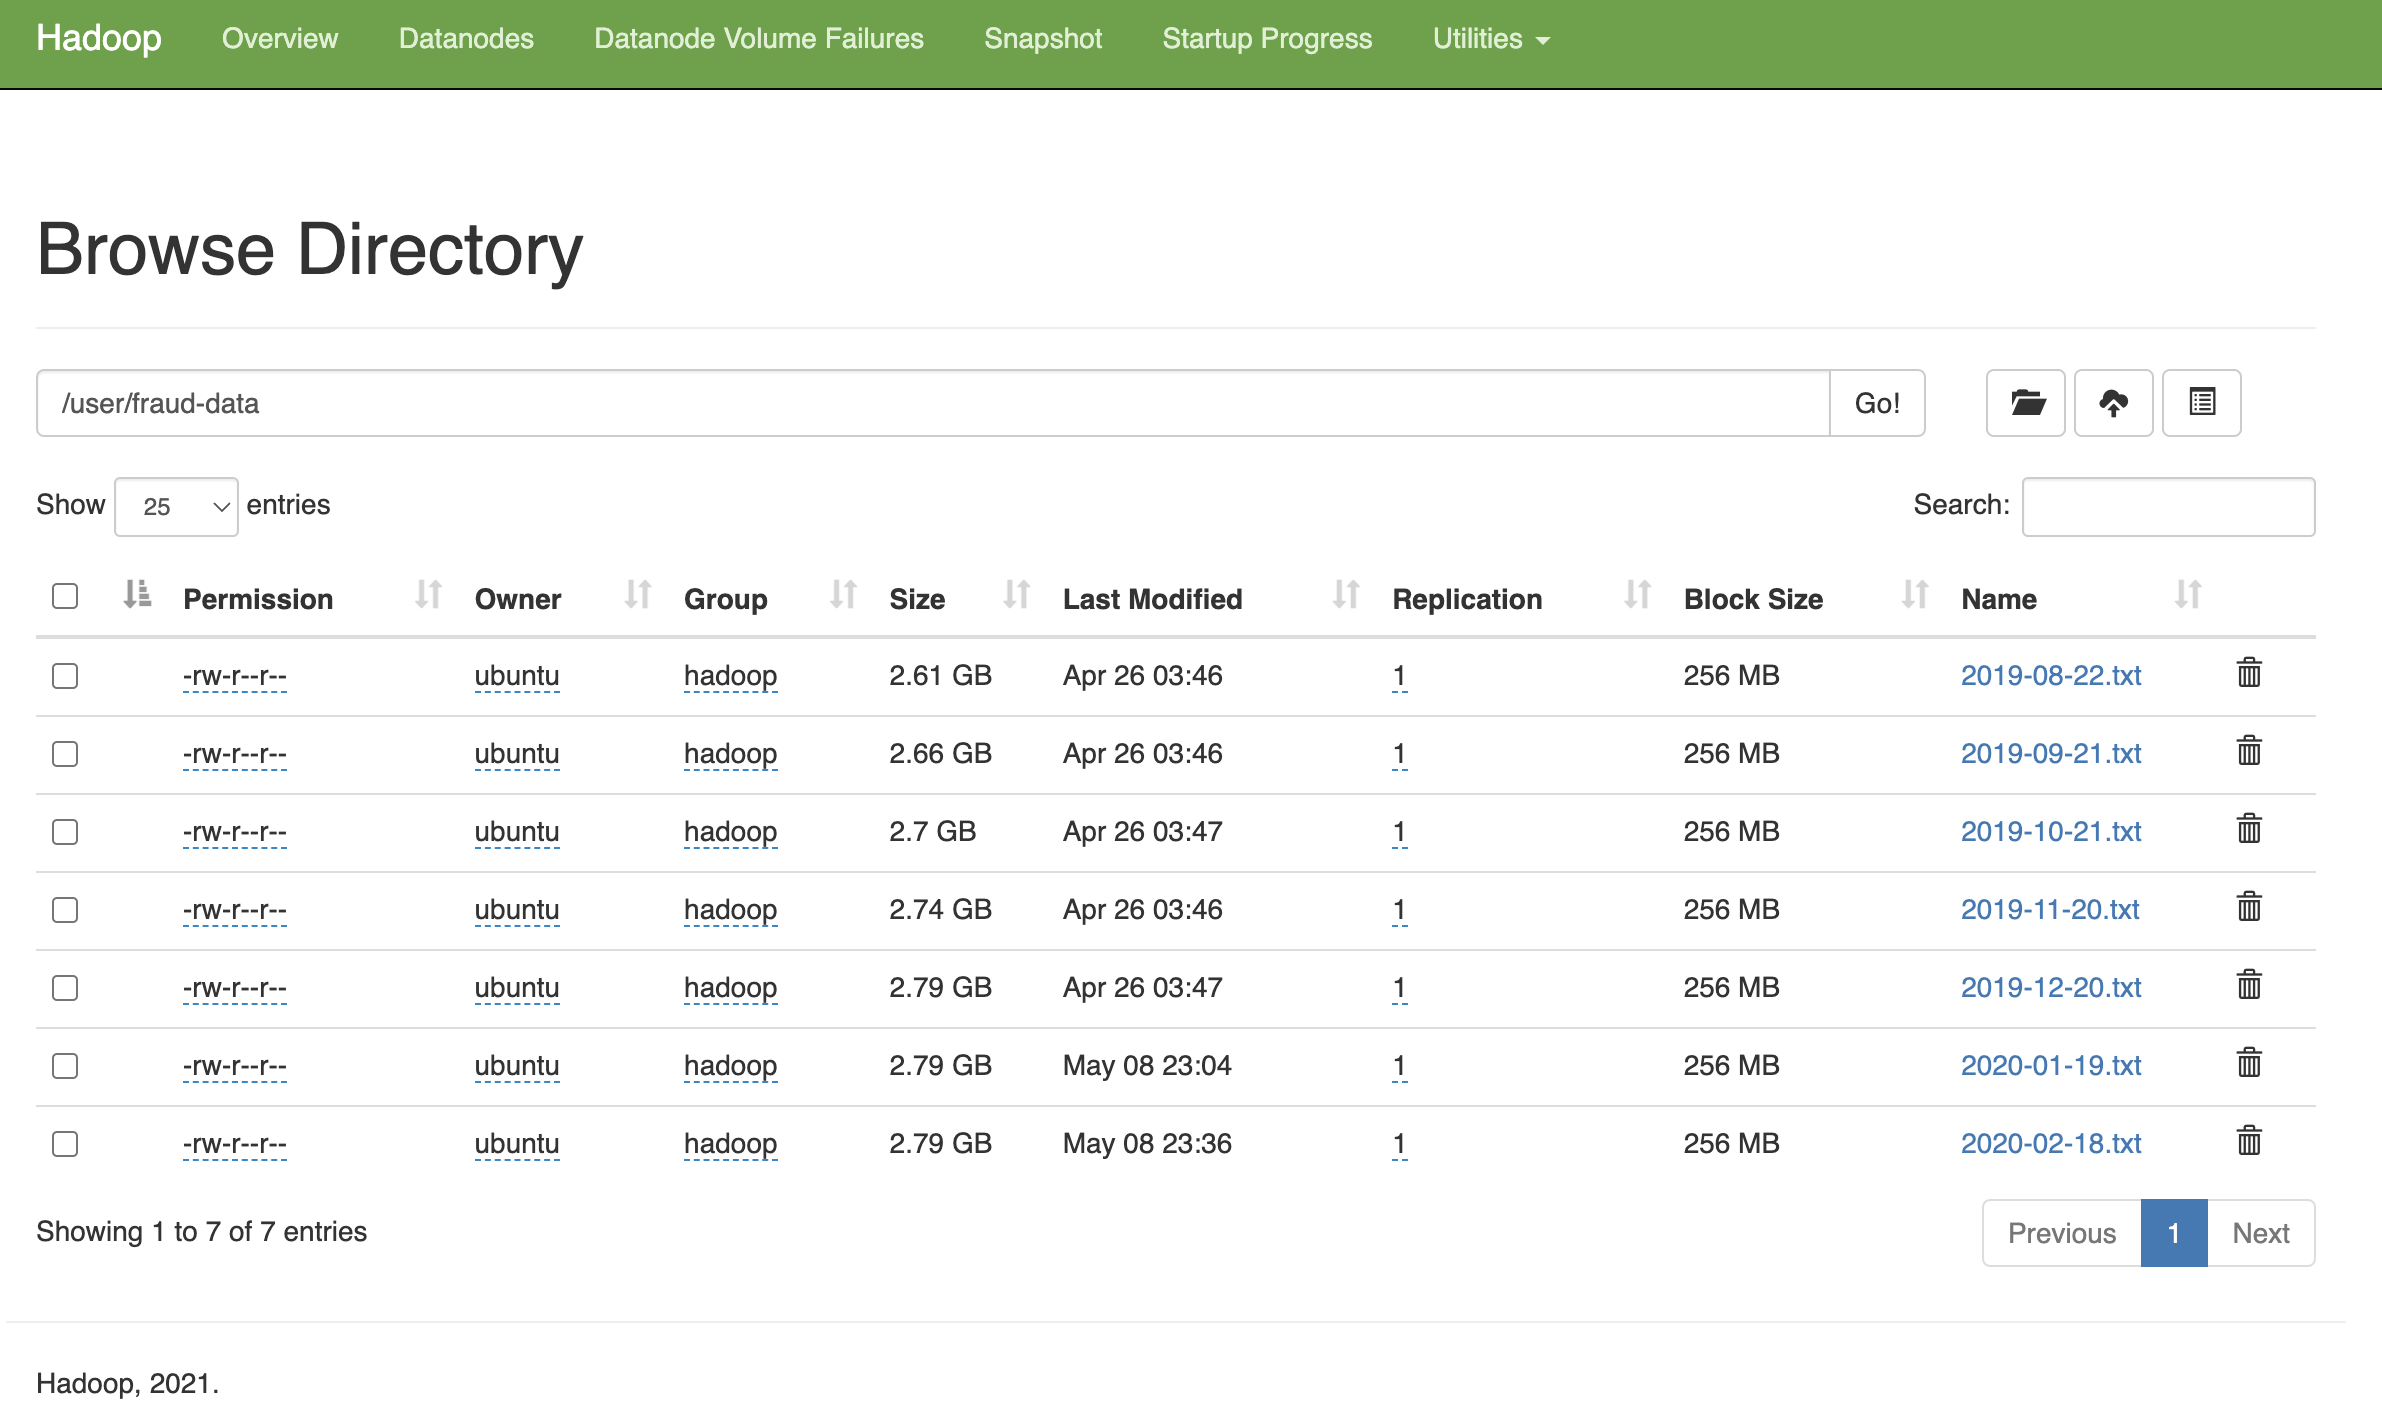 Hadoop Overview Datanodes Datanode Volume Failures Snapshot Startup Progress Utilities
Browse Directory
/user/fraud-data Go!
Show 25 entries Search:
Permission Owner Group Size Last Modified Replication Block Size Name
-rw-r--r-- ubuntu hadoop 2.61 GB Apr 26 03:46 1 256 MB 2019-08-22.txt
-rw-r--r-- ubuntu hadoop 2.66 GB Apr 26 03:46 1 256 MB 2019-09-21.txt
-rw-r--r-- ubuntu hadoop 2.7 GB Apr 26 03:47 1 256 MB 2019-10-21.txt
-rw-r--r-- ubuntu hadoop 2.74 GB Apr 26 03:46 1 256 MB 2019-11-20.txt
-rw-r--r-- ubuntu hadoop 2.79 GB Apr 26 03:47 1 256 MB 2019-12-20.txt
-rw-r--r-- ubuntu hadoop 2.79 GB May 08 23:04 1 256 MB 2020-01-19.txt
-rw-r--r-- ubuntu hadoop 2.79 GB May 08 23:36 1 256 MB 2020-02-18.txt
Showing 1 to 7 of 7 entries Previous 1 Next
Hadoop, 2021.